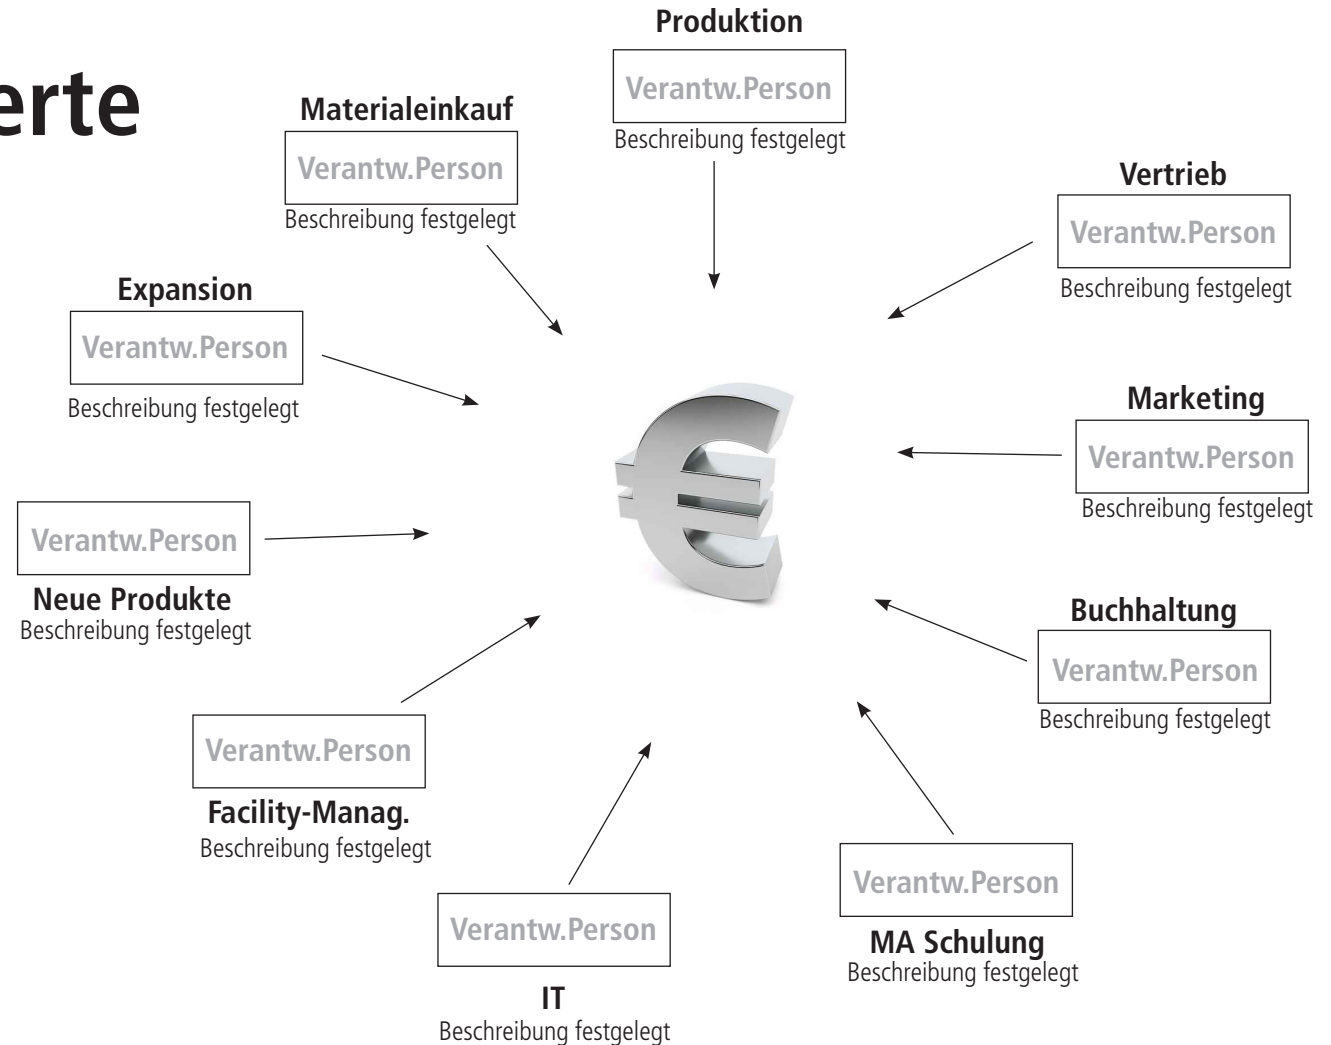 erte
Produktion
Verantw.Person
Beschreibung festgelegt
Materialeinkauf
Verantw.Person
Beschreibung festgelegt
Vertrieb
Verantw.Person
Beschreibung festgelegt
Expansion
Verantw.Person
Beschreibung festgelegt
Marketing
Verantw.Person
Beschreibung festgelegt
Verantw.Person
Neue Produkte
Beschreibung festgelegt
Buchhaltung
Verantw.Person
Beschreibung festgelegt
Verantw.Person
Facility-Manag.
Beschreibung festgelegt
Verantw.Person
MA Schulung
Beschreibung festgelegt
Verantw.Person
IT
Beschreibung festgelegt
€